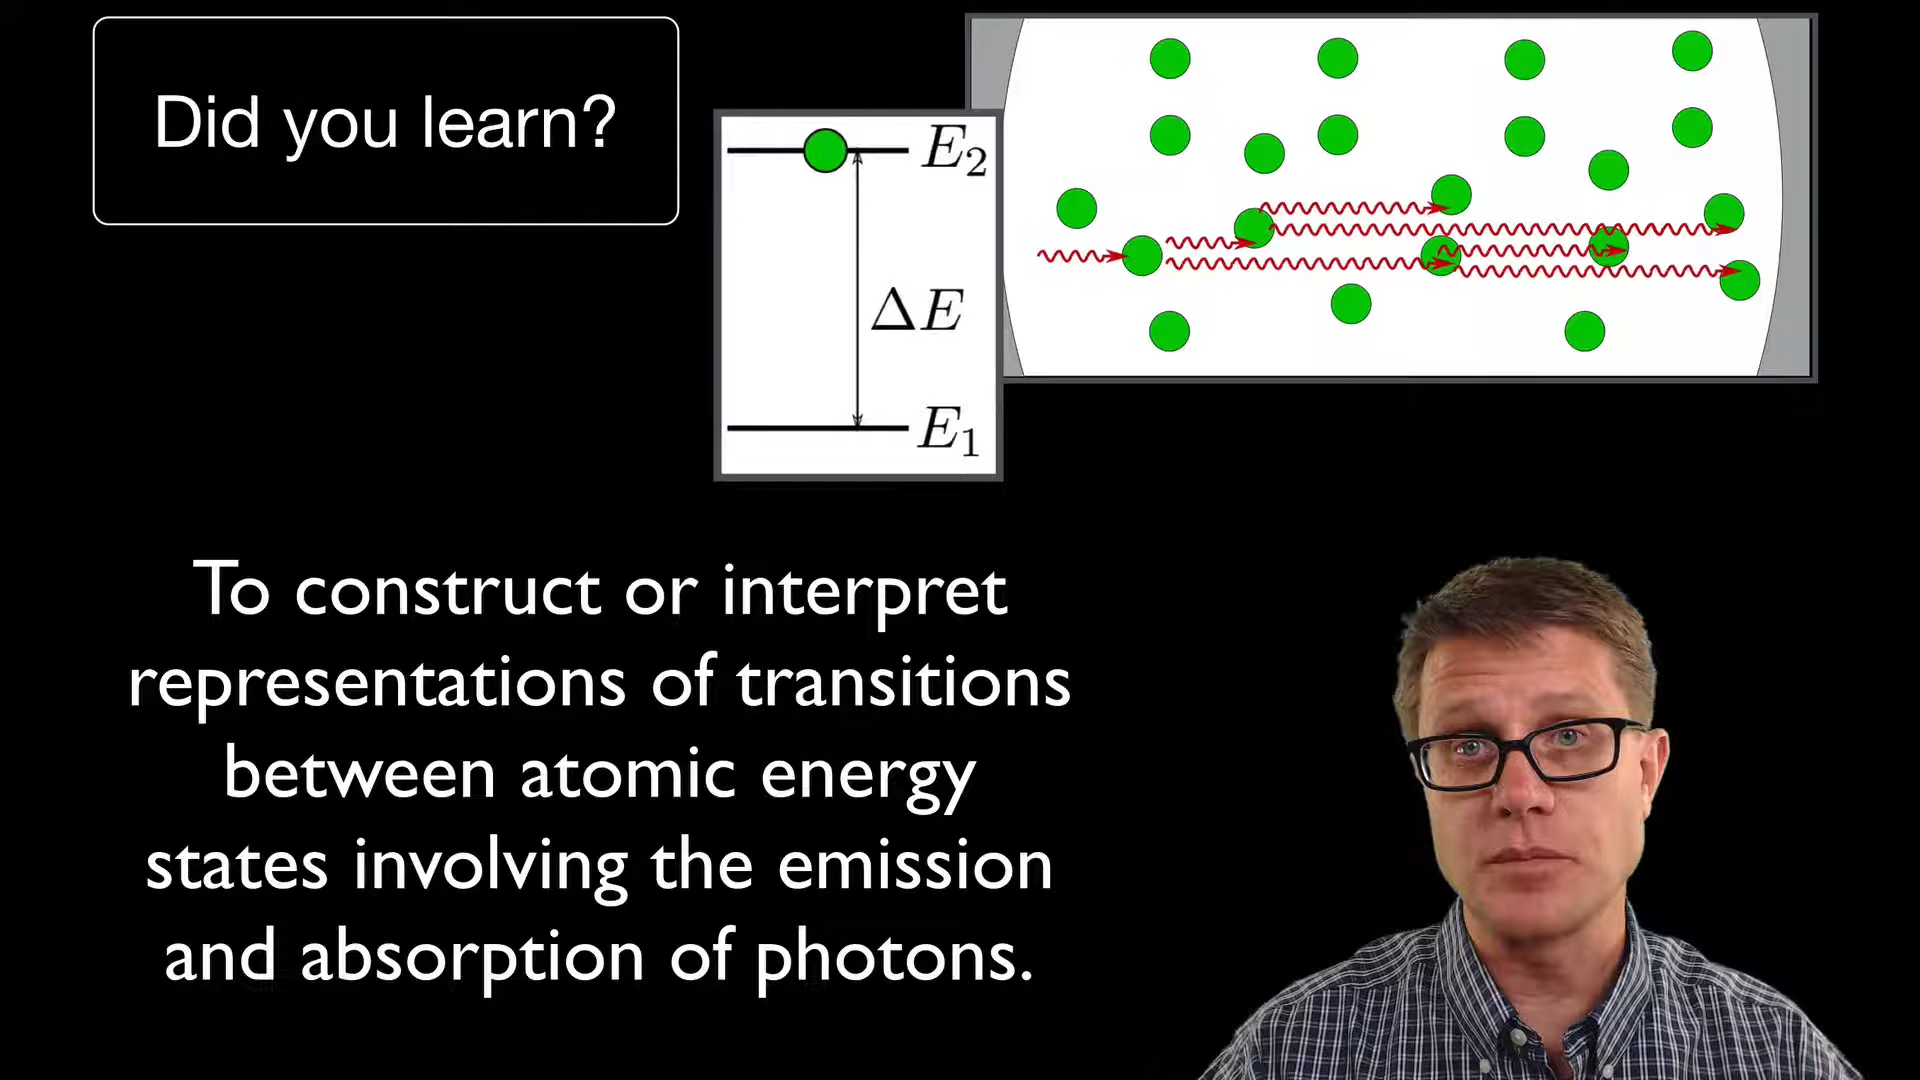 Did you learn?
E₂
ΔE
E₁
To construct or interpret
representations of transitions
between atomic energy
states involving the emission
and absorption of photons.